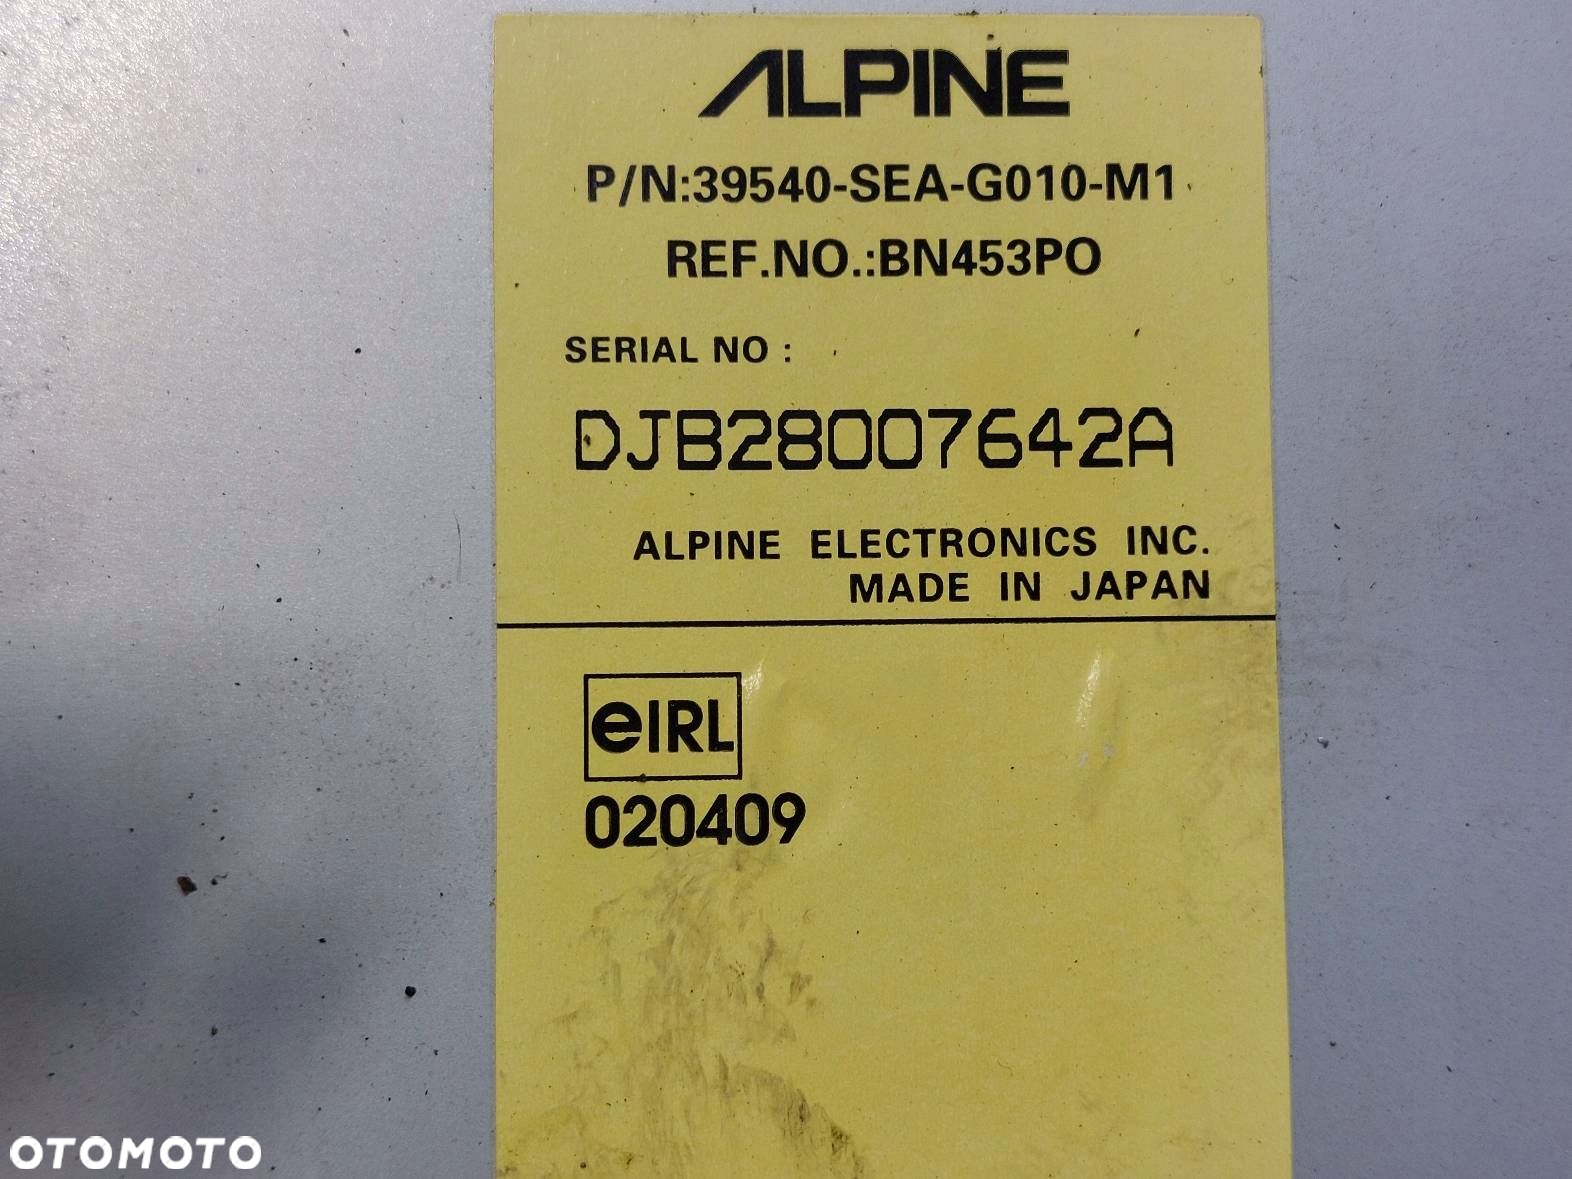 ALPINE
P/N:39540-SEA-G010-M1
REF.NO.:BN453PO
SERIAL NO :
DJB28007642A
ALPINE ELECTRONICS INC.
MADE IN JAPAN
eIRL
020409
OTOMOTO